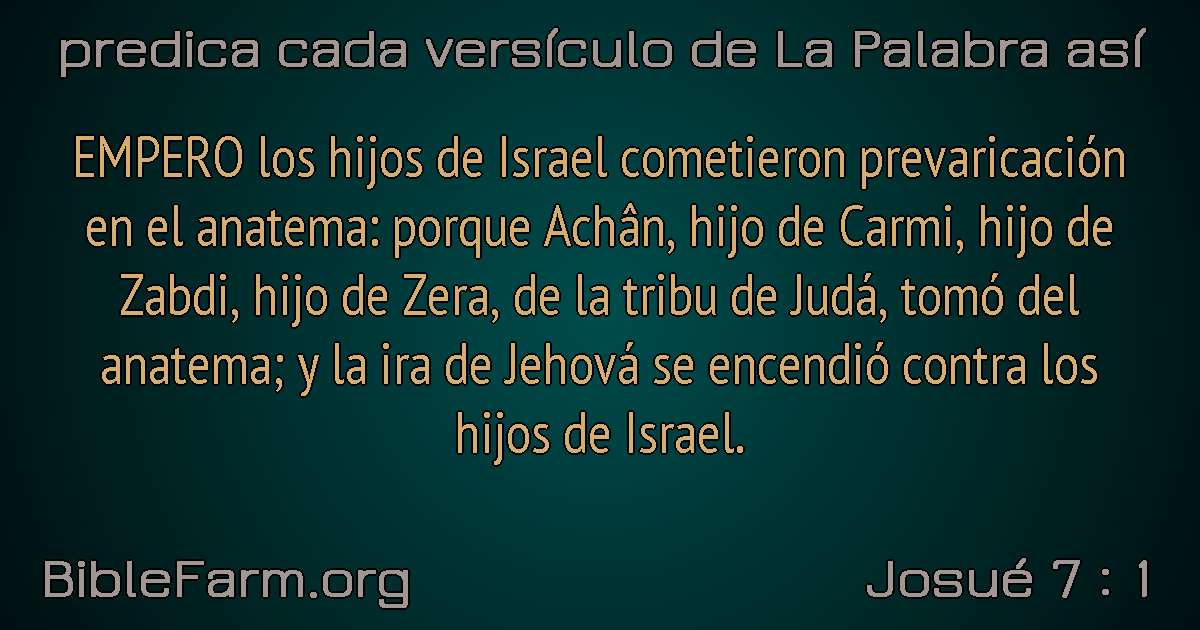 predica cada versículo de La Palabra así
EMPERO los hijos de Israel cometieron prevaricación
en el anatema: porque Achân, hijo de Carmi, hijo de
Zabdi, hijo de Zera, de la tribu de Judá, tomó del
anatema; y la ira de Jehová se encendió contra los
hijos de Israel.
BibleFarm.org
Josué 7 : 1